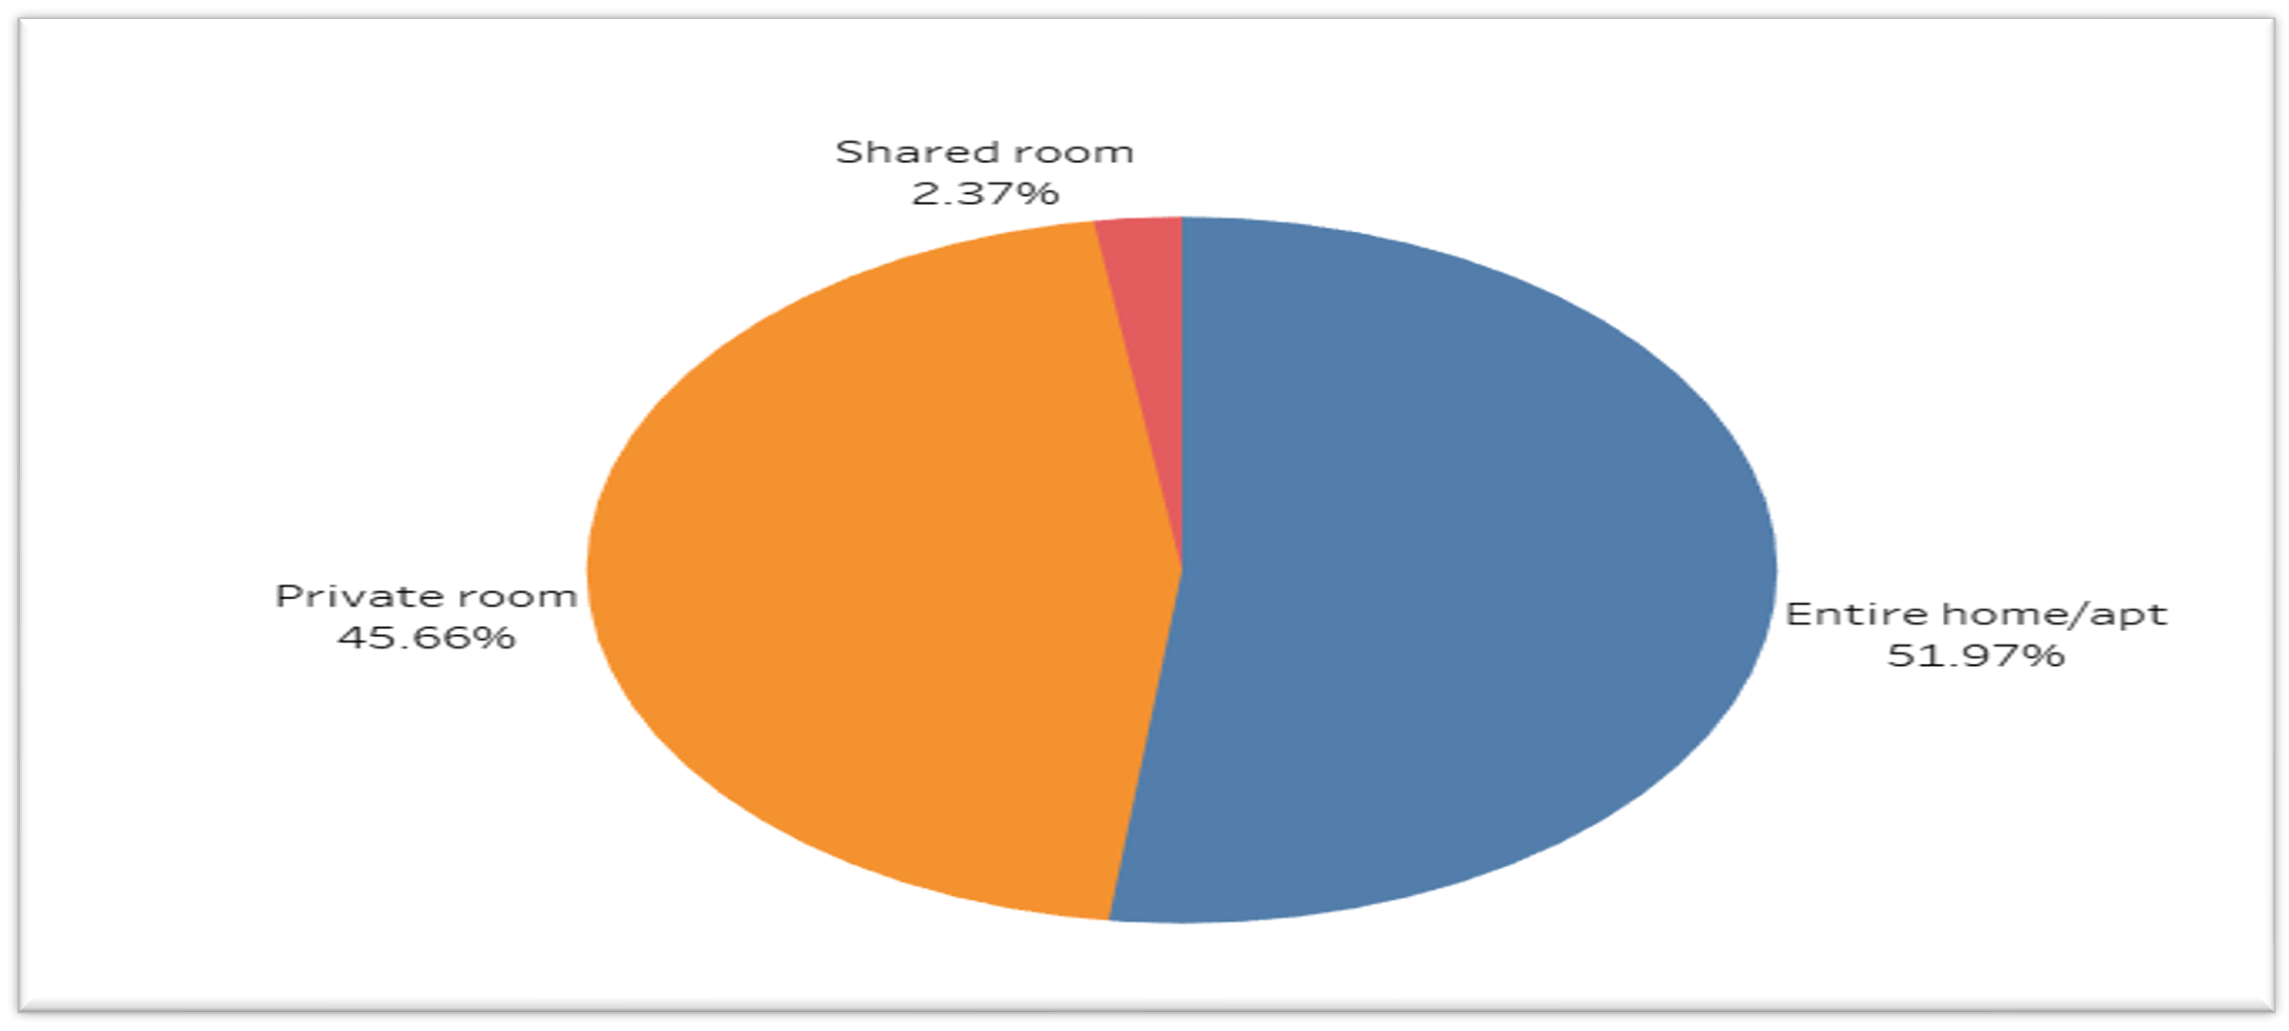 Shared room
2.37%
Private room
45.66%
Entire home/apt
51.97%